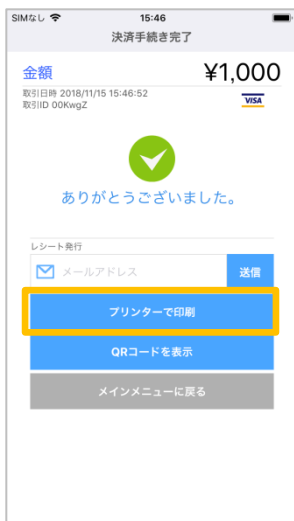 SIMなし 15:46
決済手続き完了
金額 ¥1,000
取引日時 2018/11/15 15:46:52
取引ID 00KwgZ
VISA
ありがとうございました。
レシート発行
メールアドレス 送信
プリンターで印刷
QRコードを表示
メインメニューに戻る